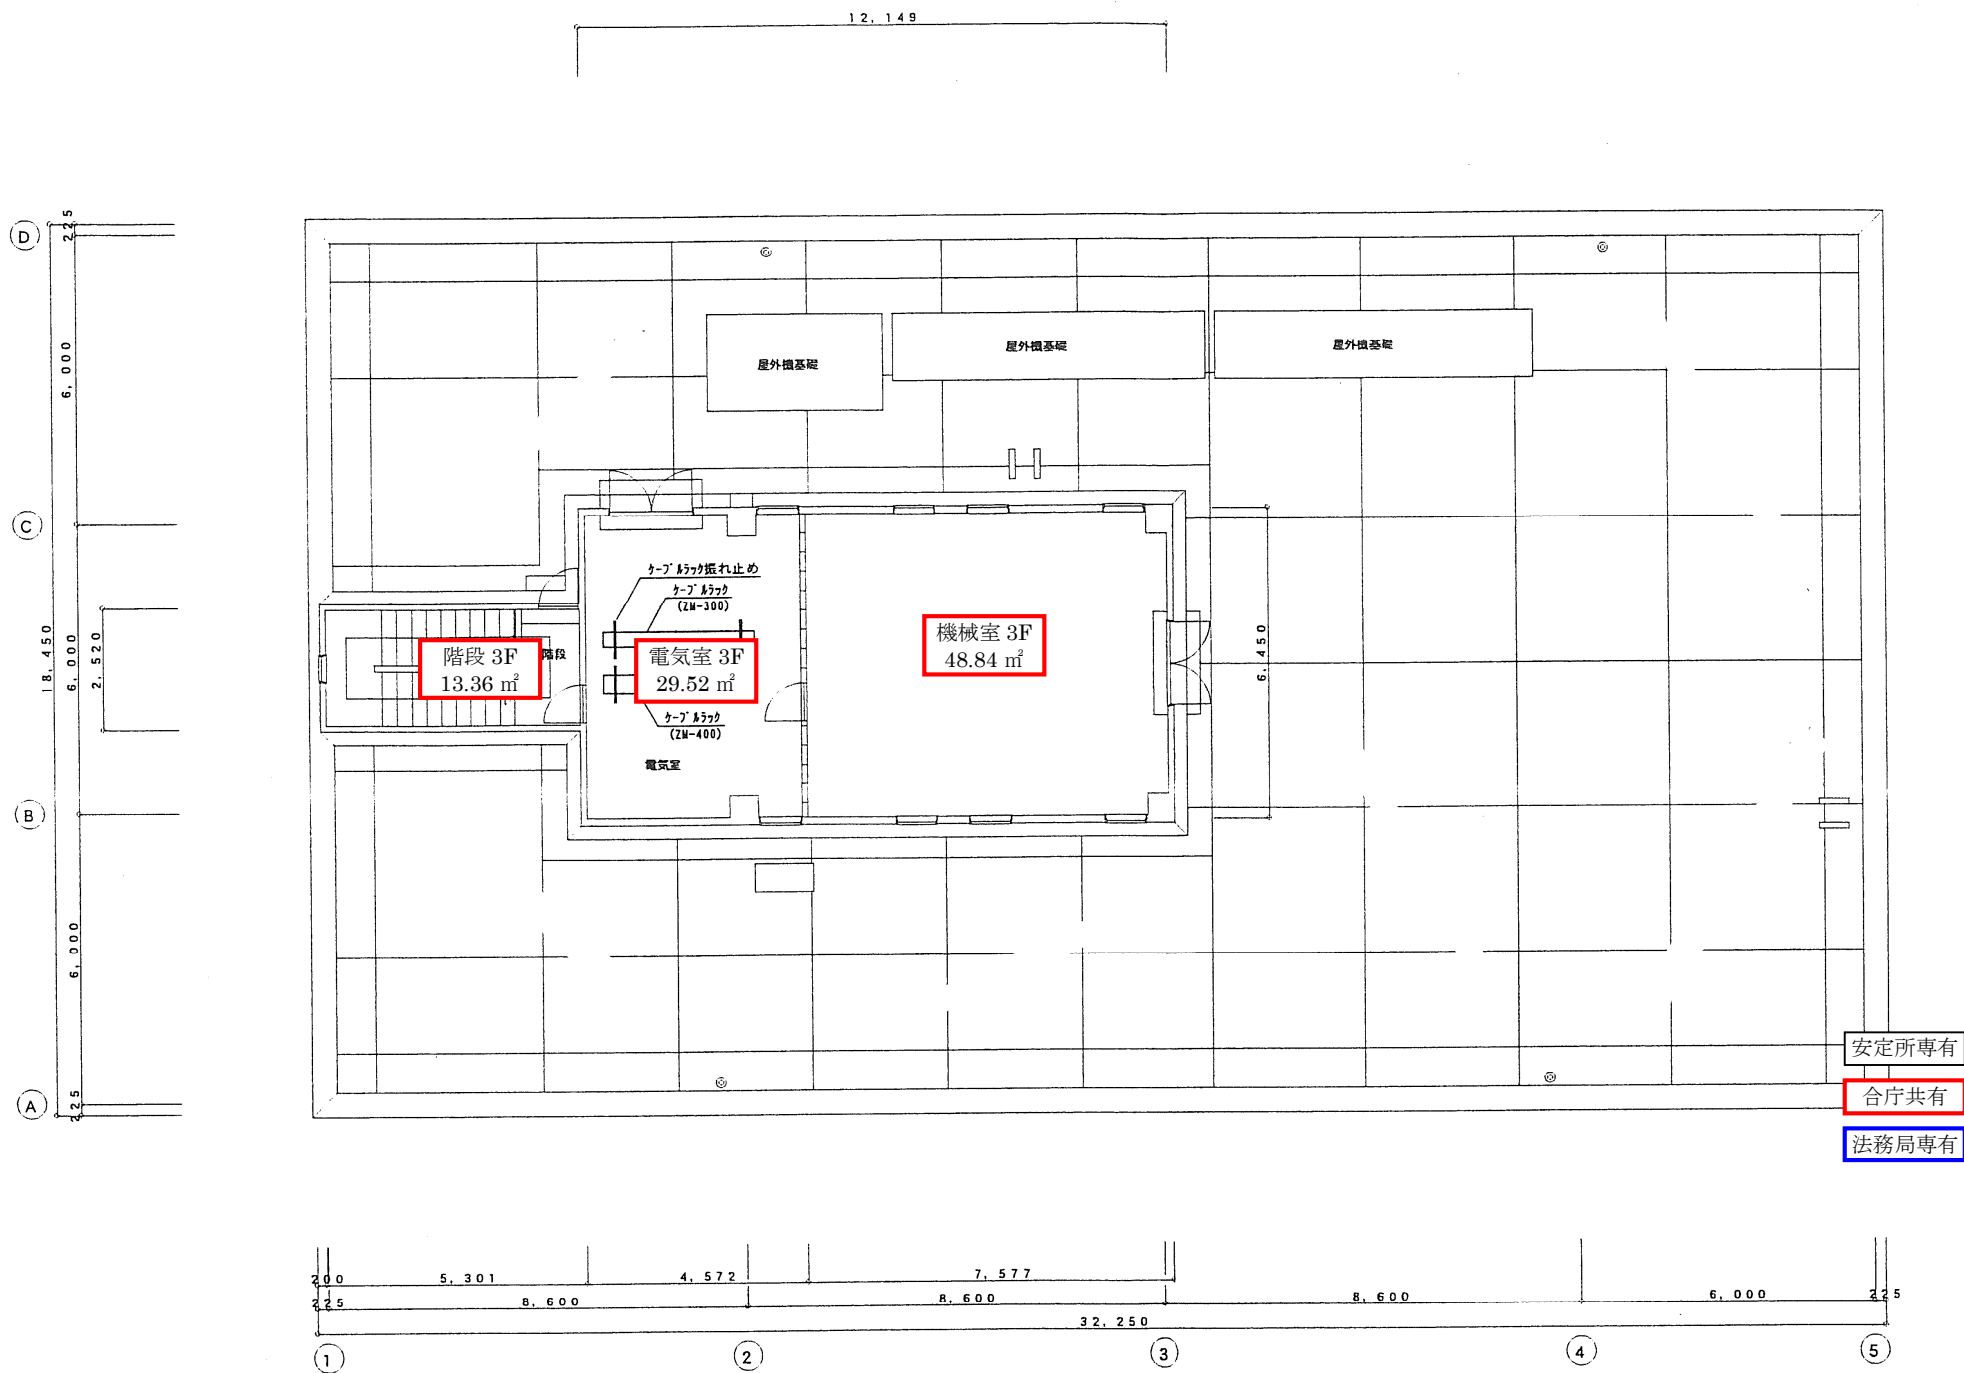 12,149
D
225
6,000
屋外機基礎
屋外機基礎
屋外機基礎
C
ケーブルラック振れ止め
ケーブルラック
(ZM-300)
18,450
6,000
2,520
階段 3F
13.36 ㎡
階段
電気室 3F
29.52 ㎡
機械室 3F
48.84 ㎡
6,450
ケーブルラック
(ZM-400)
電気室
B
6,000
安定所専有
合庁共有
法務局専有
A
225
200
5,301
4,572
7,577
225
8,600
8,600
8,600
6,000
225
32,250
1
2
3
4
5